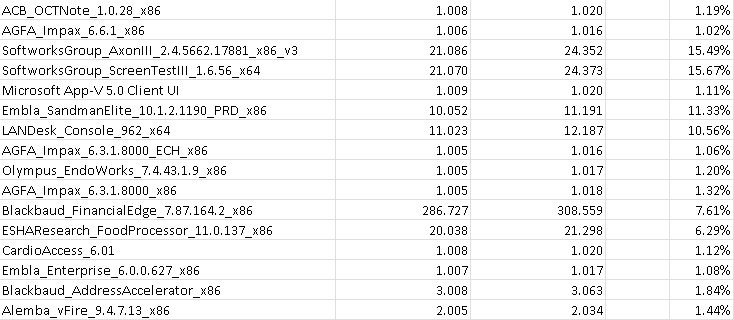 ACB_OCTNote_1.0.28_x86 1.008 1.020 1.19%
AGFA_Impax_6.6.1_x86 1.006 1.016 1.02%
SoftworksGroup_AxonIII_2.4.5662.17881_x86_v3 21.086 24.352 15.49%
SoftworksGroup_ScreenTestIII_1.6.56_x64 21.070 24.373 15.67%
Microsoft App-V 5.0 Client UI 1.009 1.020 1.11%
Embla_SandmanElite_10.1.2.1190_PRD_x86 10.052 11.191 11.33%
LANDesk_Console_962_x64 11.023 12.187 10.56%
AGFA_Impax_6.3.1.8000_ECH_x86 1.005 1.016 1.06%
Olympus_EndoWorks_7.4.43.1.9_x86 1.005 1.017 1.20%
AGFA_Impax_6.3.1.8000_x86 1.005 1.018 1.32%
Blackbaud_FinancialEdge_7.87.164.2_x86 286.727 308.559 7.61%
ESHAResearch_FoodProcessor_11.0.137_x86 20.038 21.298 6.29%
CardioAccess_6.01 1.008 1.020 1.12%
Embla_Enterprise_6.0.0.627_x86 1.007 1.017 1.08%
Blackbaud_AddressAccelerator_x86 3.008 3.063 1.84%
Alemba_vFire_9.4.7.13_x86 2.005 2.034 1.44%